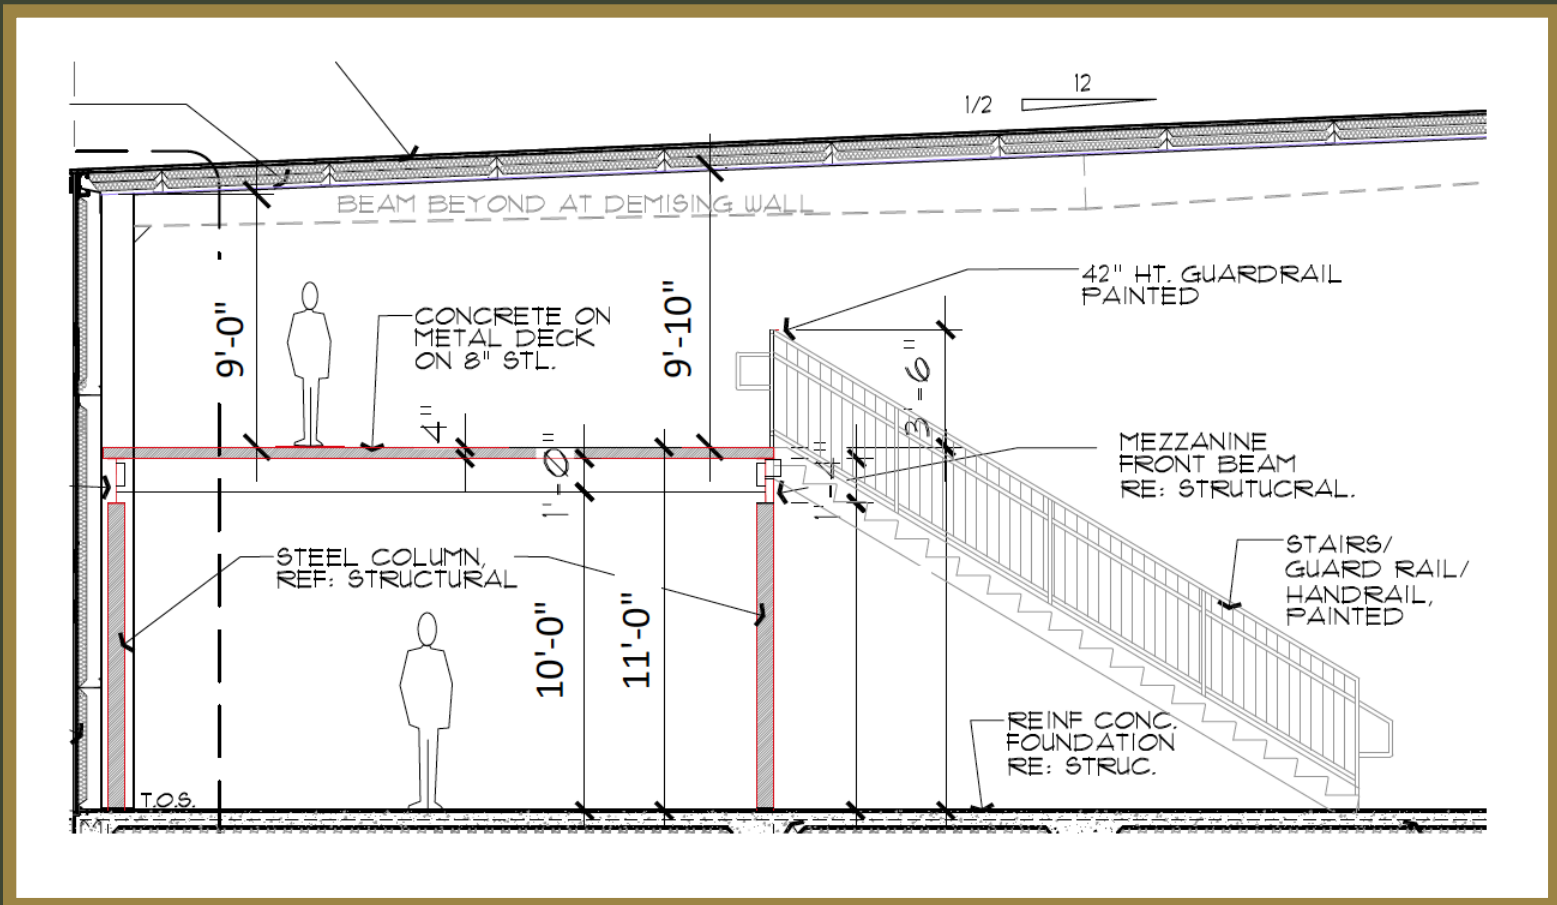 12
1/2
BEAM BEYOND AT DEMISING WALL
42" HT. GUARDRAIL
PAINTED
9'-0"
CONCRETE ON
METAL DECK
ON 8" STL.
9'-10"
3'-6"
4"
1'-0"
MEZZANINE
FRONT BEAM
RE: STRUTUCRAL.
STEEL COLUMN,
REF: STRUCTURAL
STAIRS/
GUARD RAIL/
HANDRAIL,
PAINTED
10'-0"
11'-0"
REINF CONC.
FOUNDATION
RE: STRUC.
T.O.S.